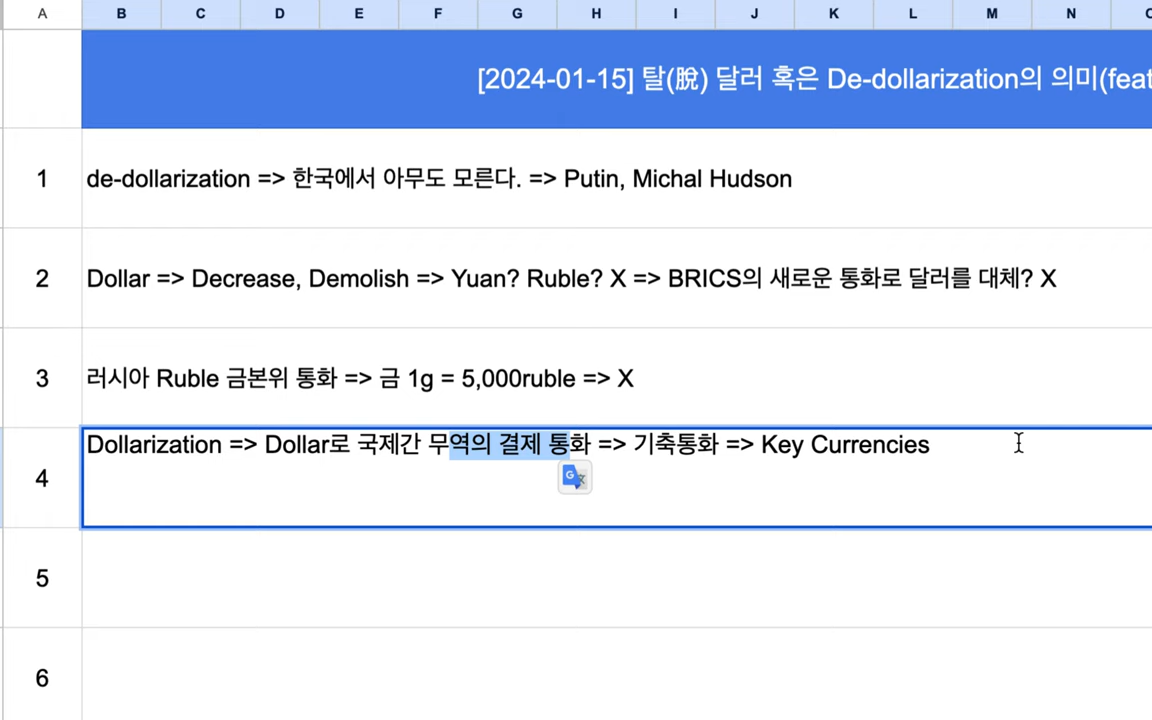 A B C D E F G H I J K L M N
[2024-01-15] 탈(脫) 달러 혹은 De-dollarization의 의미(feat
1 de-dollarization => 한국에서 아무도 모른다. => Putin, Michal Hudson
2 Dollar => Decrease, Demolish => Yuan? Ruble? X => BRICS의 새로운 통화로 달러를 대체? X
3 러시아 Ruble 금본위 통화 => 금 1g = 5,000ruble => X
4 Dollarization => Dollar로 국제간 무역의 결제 통화 => 기축통화 => Key Currencies
5
6